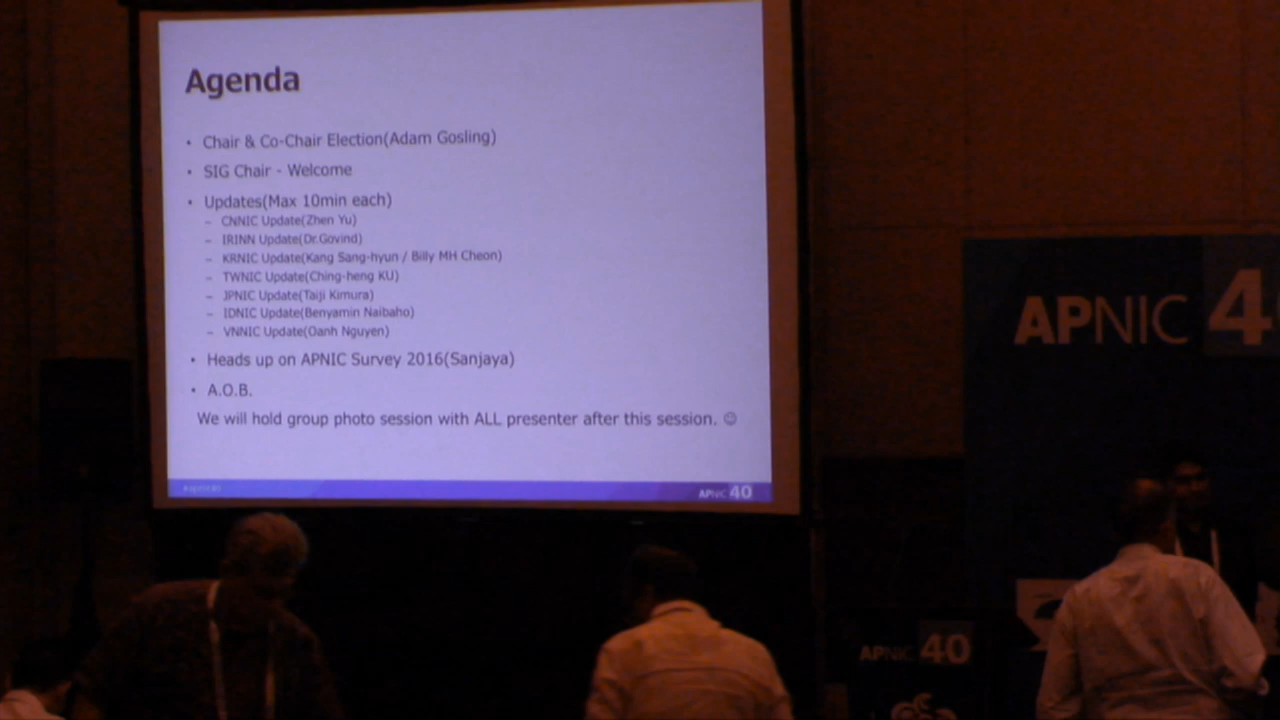 Agenda
• Chair & Co-Chair Election(Adam Gosling)
• SIG Chair - Welcome
• Updates(Max 10min each)
– CNNIC Update(Zhen Yu)
– IRINN Update(Dr.Govind)
– KRNIC Update(Kang Sang-hyun / Billy MH Cheon)
– TWNIC Update(Ching-heng KU)
– JPNIC Update(Taiji Kimura)
– IDNIC Update(Benyamin Naibaho)
– VNNIC Update(Oanh Nguyen)
• Heads up on APNIC Survey 2016(Sanjaya)
• A.O.B.
We will hold group photo session with ALL presenter after this session. ☺
#apnic40
APNIC 40
APNIC 4
APNIC 40